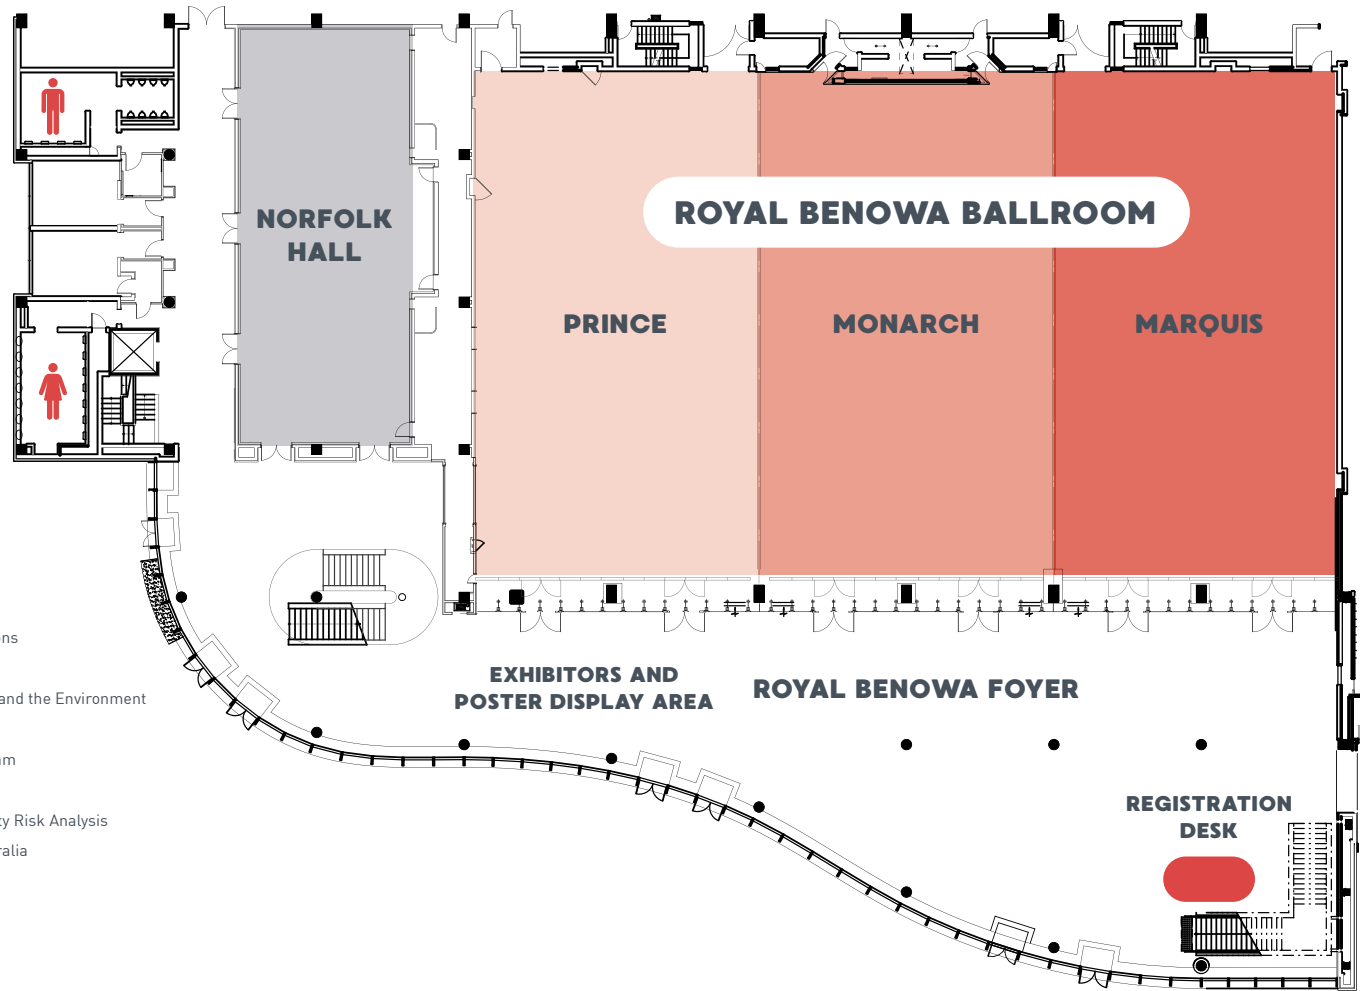 NORFOLK
HALL
ROYAL BENOWA BALLROOM
PRINCE
MONARCH
MARQUIS
EXHIBITORS AND
POSTER DISPLAY AREA
ROYAL BENOWA FOYER
REGISTRATION
DESK
and the Environment
Risk Analysis